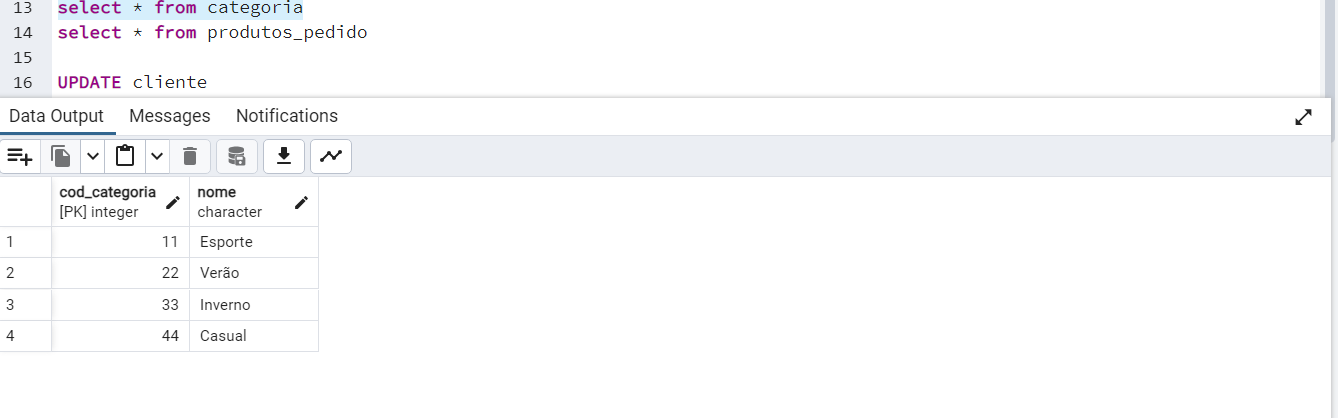 13 select * from categoria
14 select * from produtos_pedido
15
16 UPDATE cliente
Data Output Messages Notifications
cod_categoria nome
[PK] integer character
1 11 Esporte
2 22 Verão
3 33 Inverno
4 44 Casual